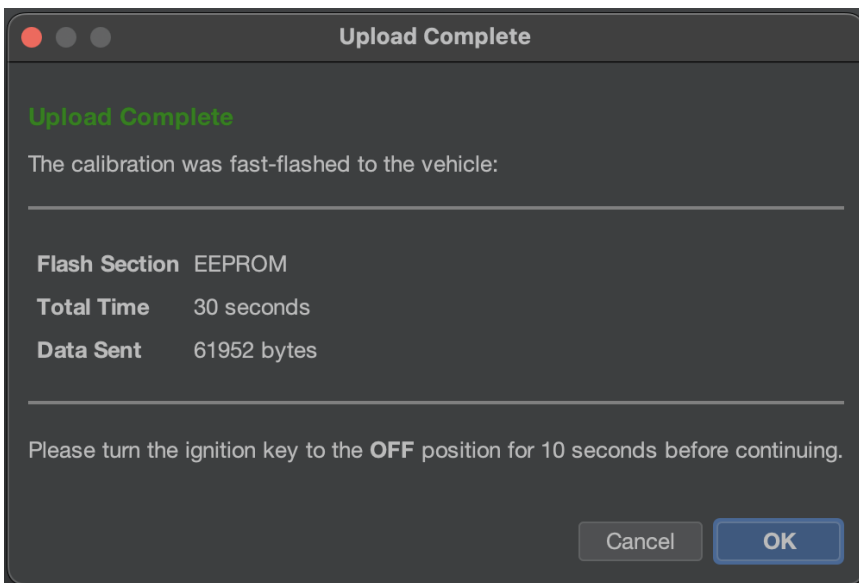 Upload Complete
Upload Complete
The calibration was fast-flashed to the vehicle:
Flash Section EEPROM
Total Time 30 seconds
Data Sent 61952 bytes
Please turn the ignition key to the OFF position for 10 seconds before continuing.
Cancel OK